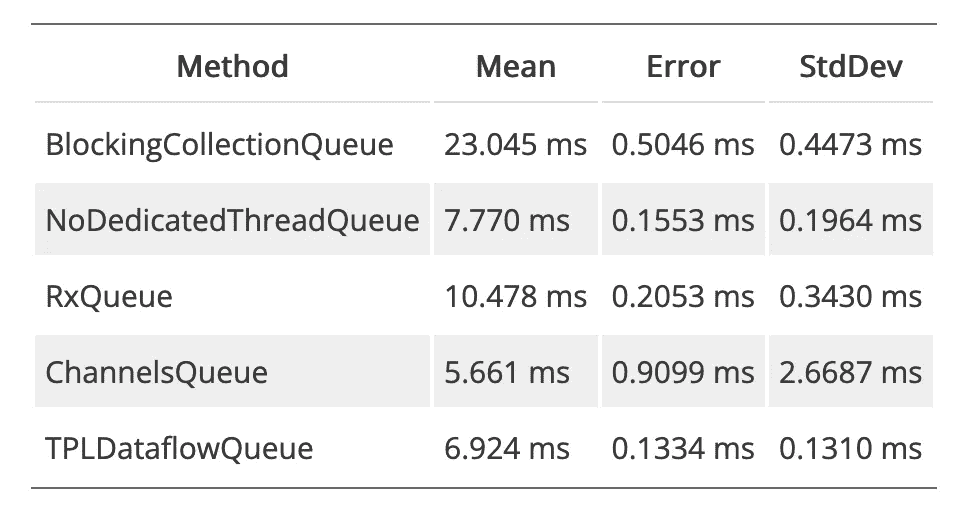 Method Mean Error StdDev
BlockingCollectionQueue 23.045 ms 0.5046 ms 0.4473 ms
NoDedicatedThreadQueue 7.770 ms 0.1553 ms 0.1964 ms
RxQueue 10.478 ms 0.2053 ms 0.3430 ms
ChannelsQueue 5.661 ms 0.9099 ms 2.6687 ms
TPLDataflowQueue 6.924 ms 0.1334 ms 0.1310 ms